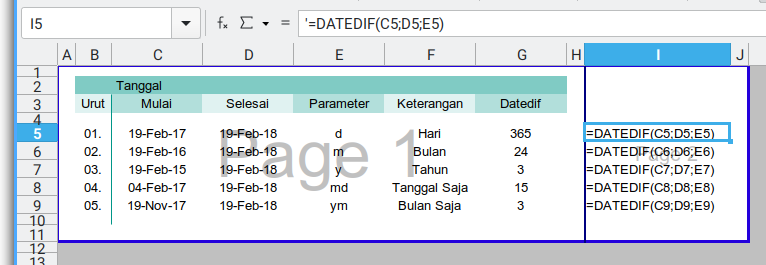 I5 fx Σ = '=DATEDIF(C5;D5;E5)
A B C D E F G H I J
1
2 Tanggal
3 Urut Mulai Selesai Parameter Keterangan Datedif
4
5 01. 19-Feb-17 19-Feb-18 d Hari 365 =DATEDIF(C5;D5;E5)
6 02. 19-Feb-16 19-Feb-18 m Bulan 24 =DATEDIF(C6;D6;E6)
7 03. 19-Feb-15 19-Feb-18 y Tahun 3 =DATEDIF(C7;D7;E7)
8 04. 04-Feb-17 19-Feb-18 md Tanggal Saja 15 =DATEDIF(C8;D8;E8)
9 05. 19-Nov-17 19-Feb-18 ym Bulan Saja 3 =DATEDIF(C9;D9;E9)
10
11
12
13
Page 1
Page 2